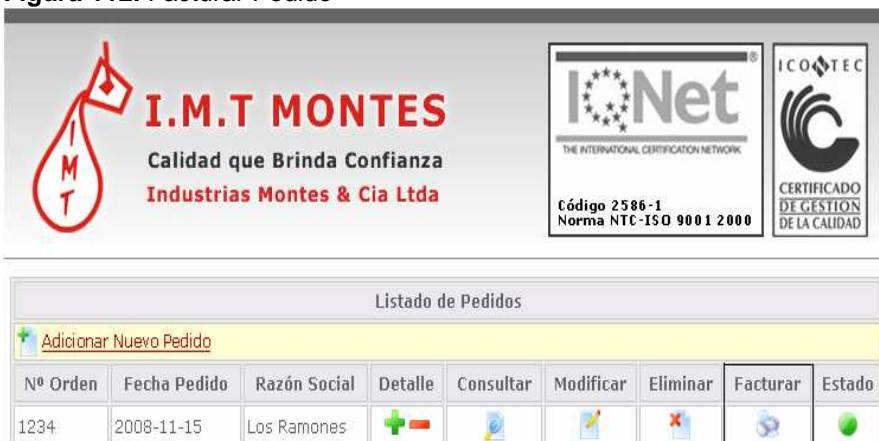 Figura 112. Facturar Pedido
I
M
T
I.M.T MONTES
Calidad que Brinda Confianza
Industrias Montes & Cia Ltda
IQNet
®
THE INTERNATIONAL CERTIFICATION NETWORK
Código 2586-1
Norma NTC-ISO 9001 2000
ICONTEC
CERTIFICADO
DE GESTION
DE LA CALIDAD
Listado de Pedidos
Adicionar Nuevo Pedido
Nº Orden Fecha Pedido Razón Social Detalle Consultar Modificar Eliminar Facturar Estado
1234 2008-11-15 Los Ramones